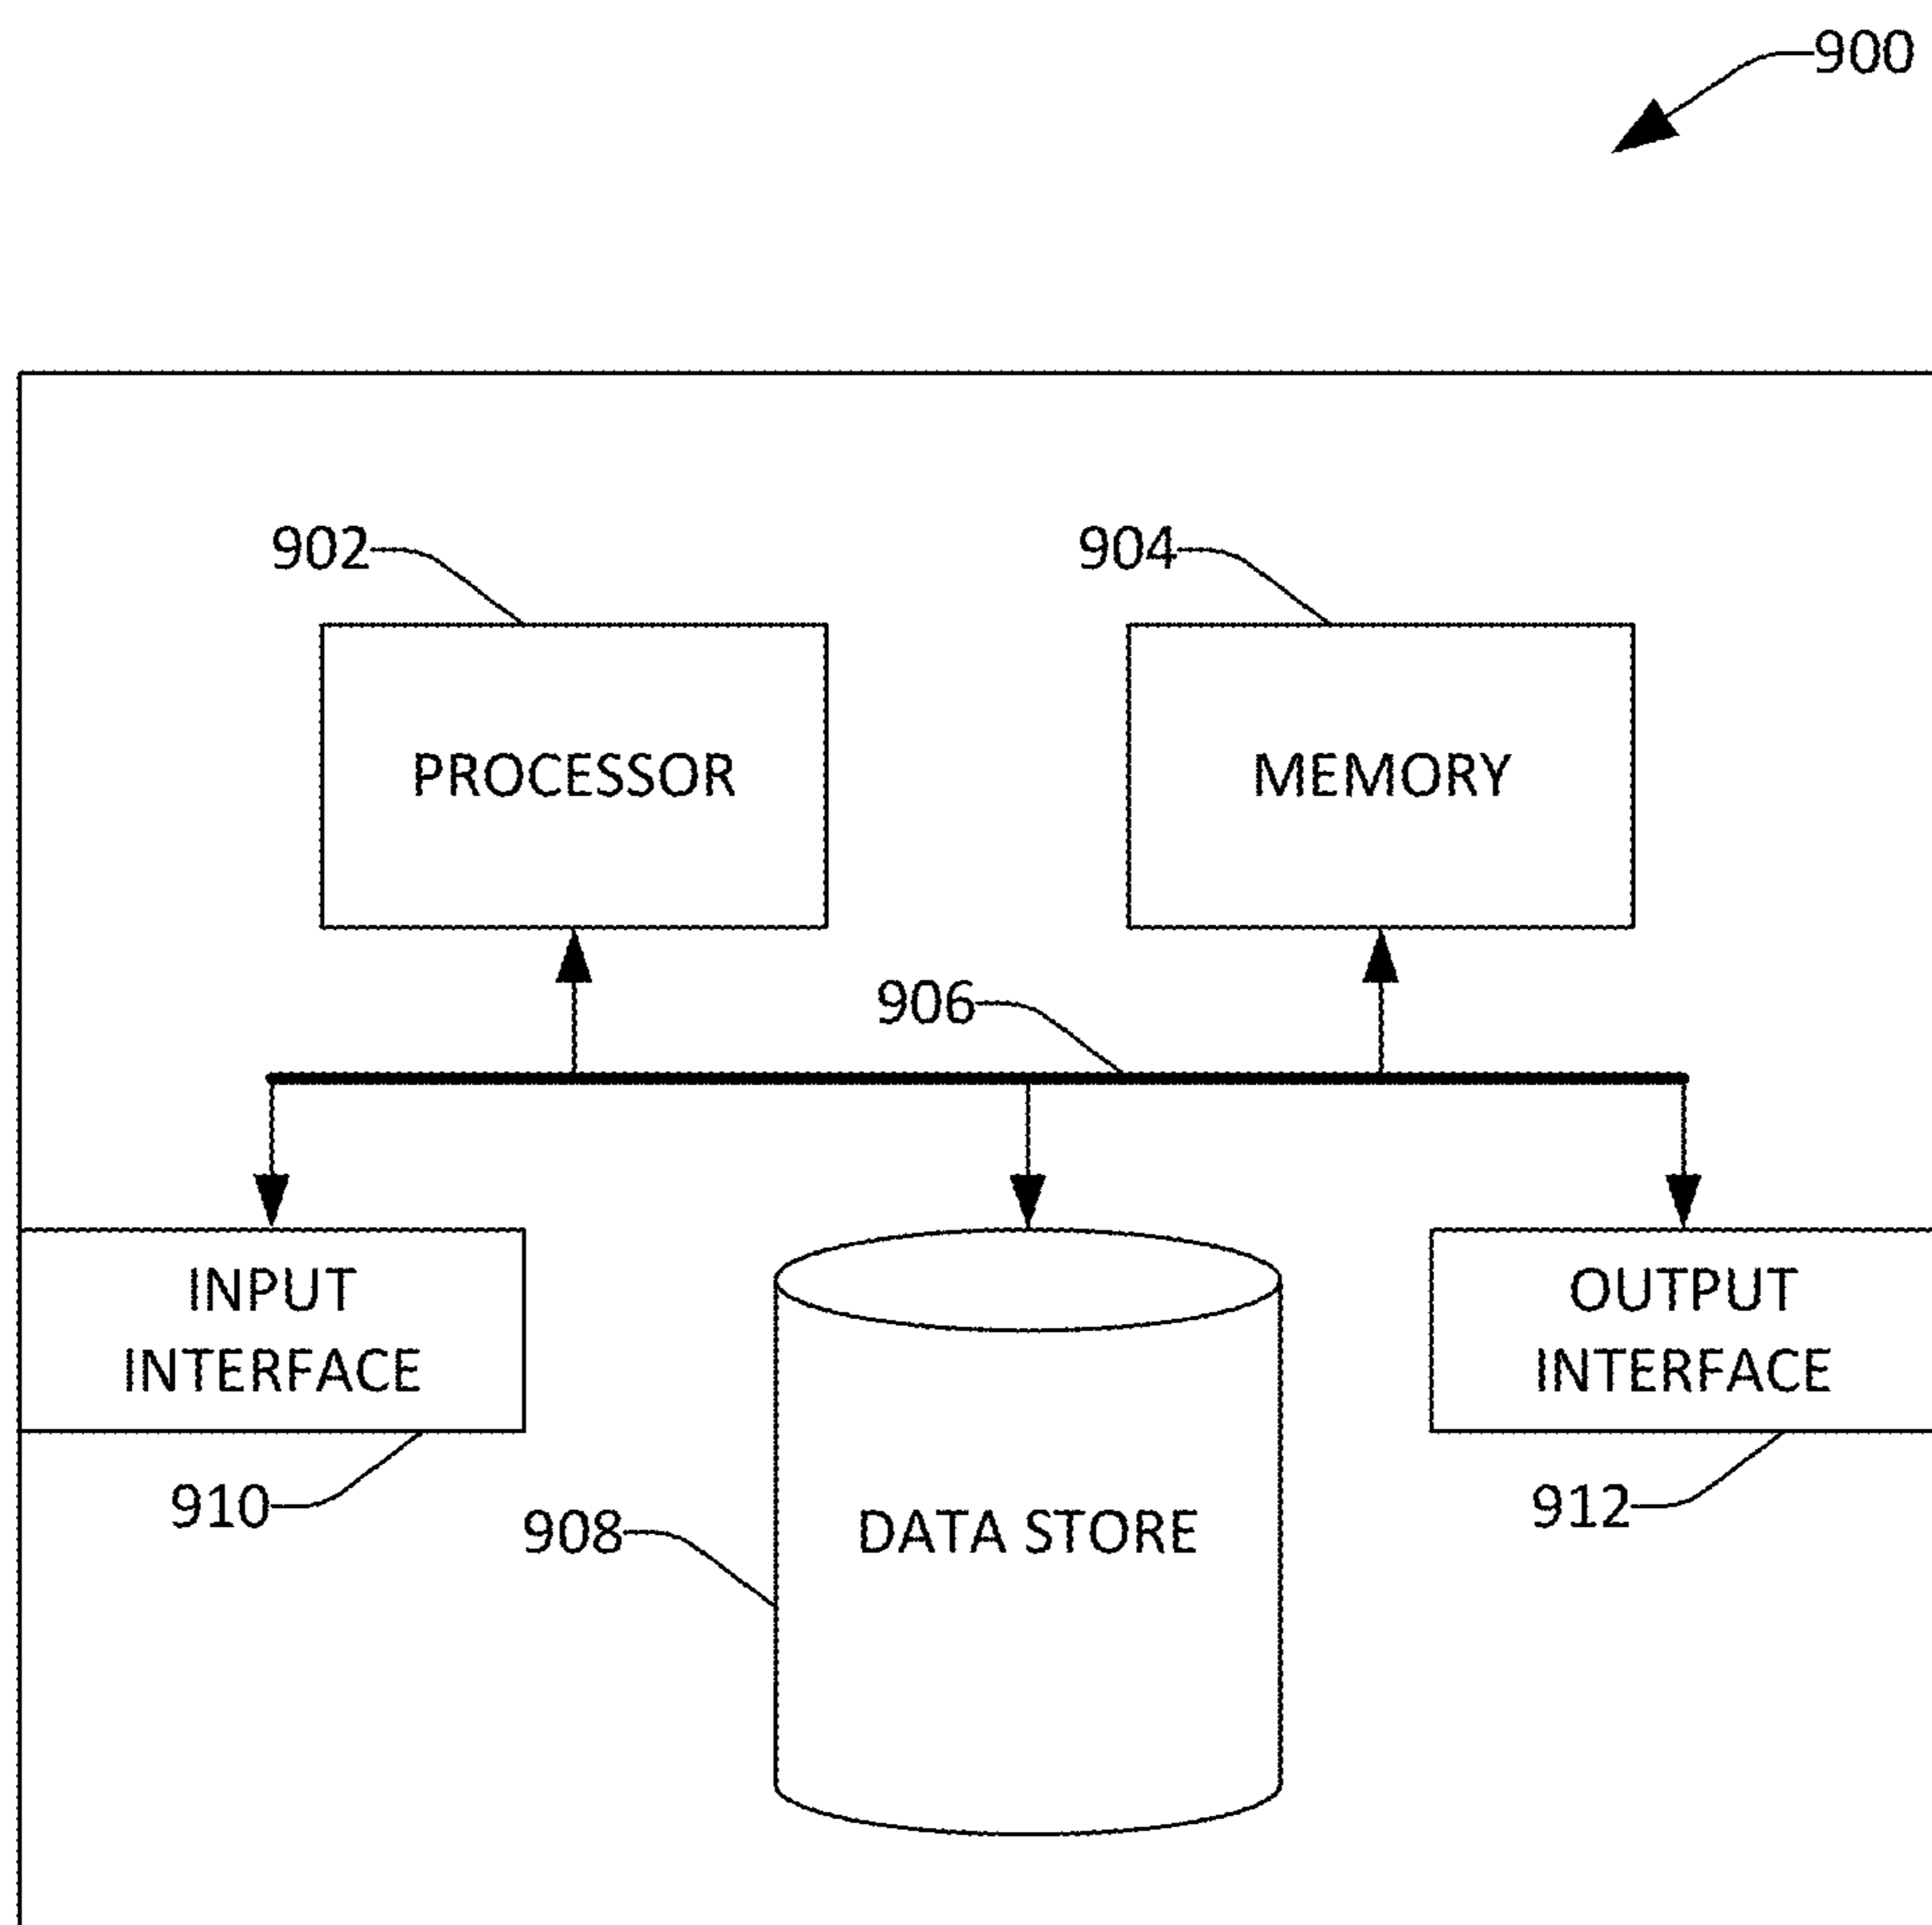 900
902
904
PROCESSOR
MEMORY
906
INPUT
INTERFACE
OUTPUT
INTERFACE
910
908
DATA STORE
912